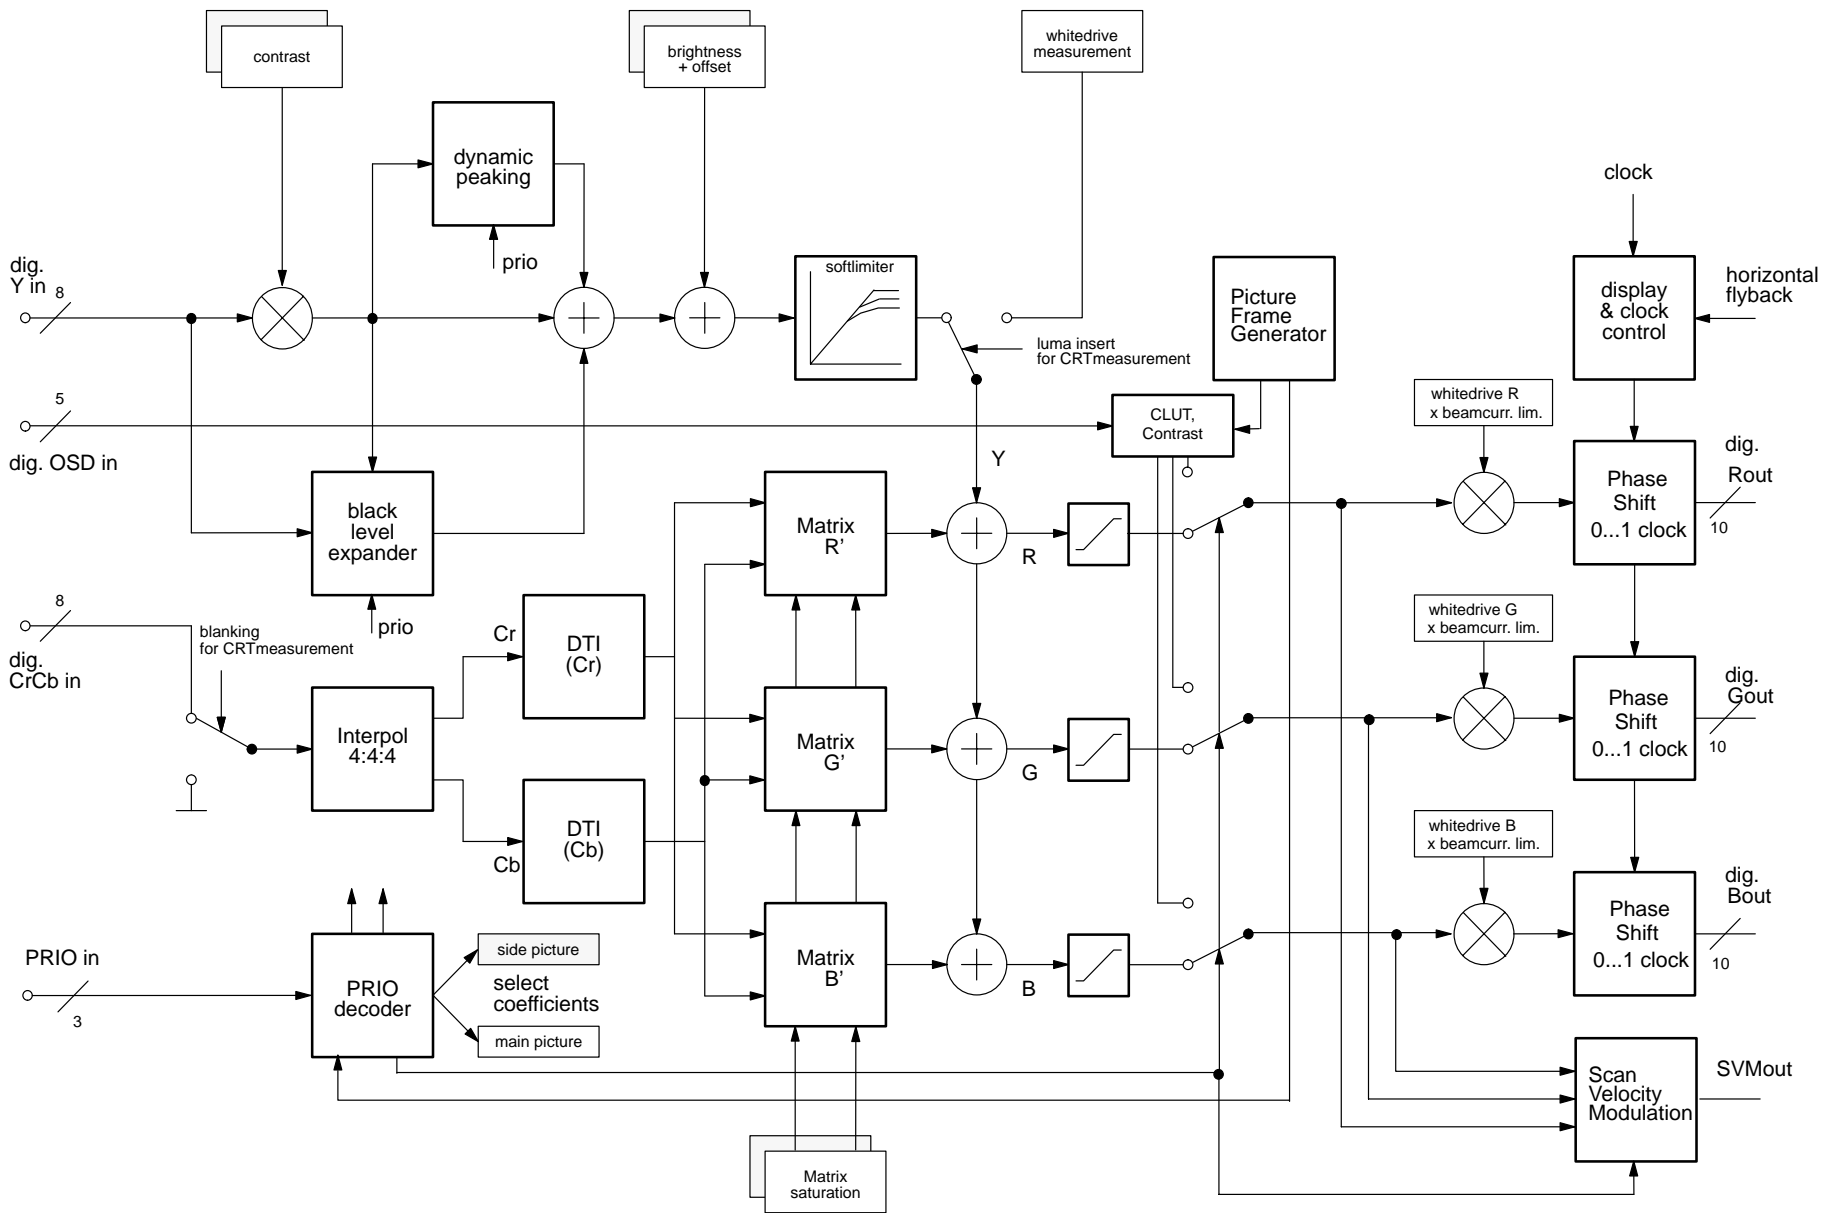 contrast
brightness
+ offset
whitedrive
measurement
dynamic
peaking
prio
clock
dig.
Y in
8
softlimiter
luma insert
for CRTmeasurement
Picture
Frame
Generator
display
& clock
control
horizontal
flyback
5
dig. OSD in
CLUT,
Contrast
whitedrive R
x beamcurr. lim.
black
level
expander
prio
Y
Matrix
R’
R
Phase
Shift
0...1 clock
dig.
Rout
10
8
dig.
CrCb in
blanking
for CRTmeasurement
Interpol
4:4:4
Cr
DTI
(Cr)
Cb
DTI
(Cb)
Matrix
G’
G
whitedrive G
x beamcurr. lim.
Phase
Shift
0...1 clock
dig.
Gout
10
whitedrive B
x beamcurr. lim.
PRIO in
3
PRIO
decoder
side picture
select
coefficients
main picture
Matrix
B’
B
Phase
Shift
0...1 clock
dig.
Bout
10
Scan
Velocity
Modulation
SVMout
Matrix
saturation